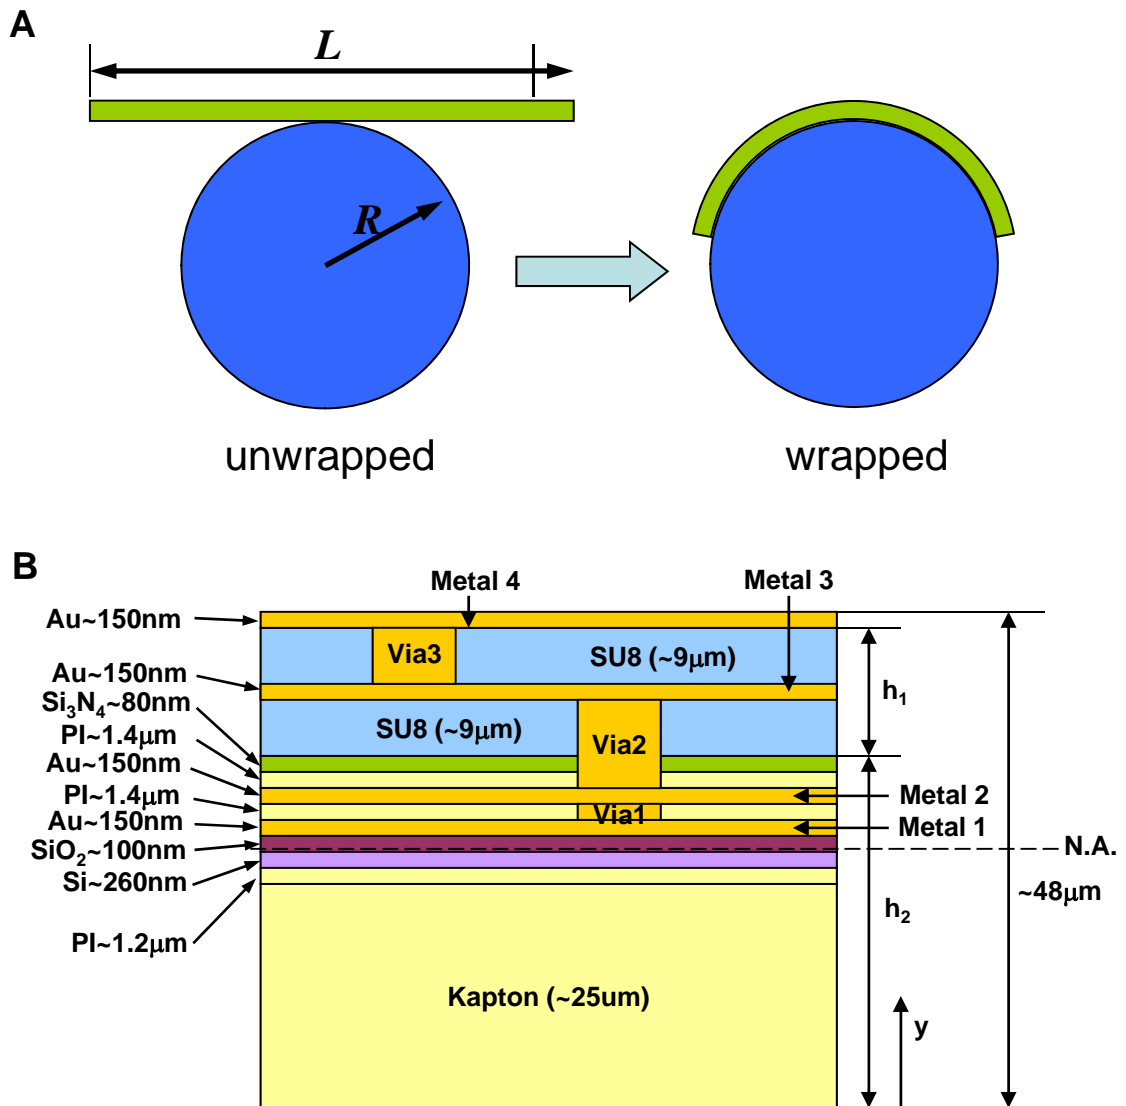 A
L
R
unwrapped
wrapped
B
Metal 4
Metal 3
Au~150nm
Via3
SU8 (~9μm)
Au~150nm
h₁
Si₃N₄~80nm
SU8 (~9μm)
PI~1.4μm
Via2
Au~150nm
Metal 2
PI~1.4μm
Via1
Au~150nm
Metal 1
SiO₂~100nm
N.A.
Si~260nm
~48μm
h₂
PI~1.2μm
Kapton (~25um)
y